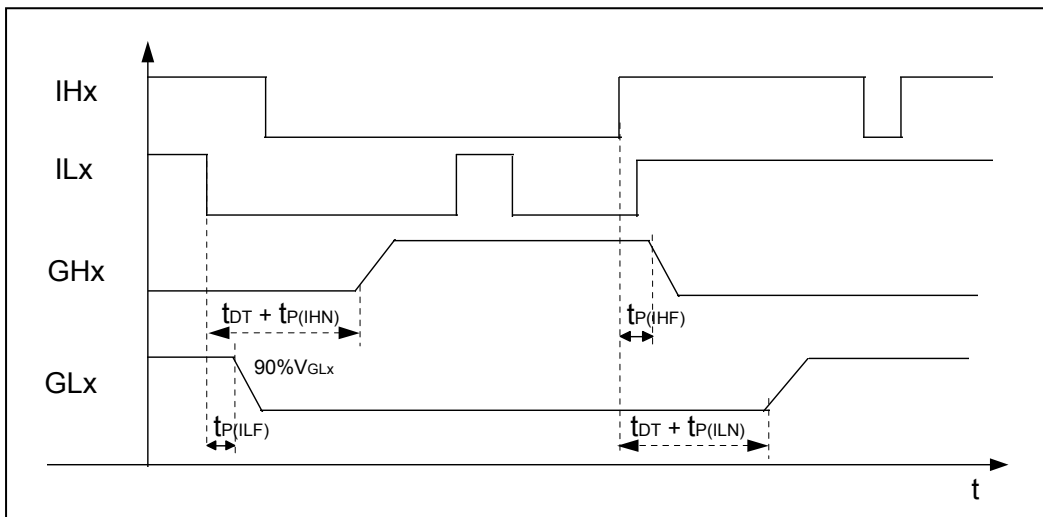 IHx
ILx
GHx
tDT + tP(IHN)
tP(IHF)
90%VGLx
GLx
tP(ILF)
tDT + tP(ILN)
t